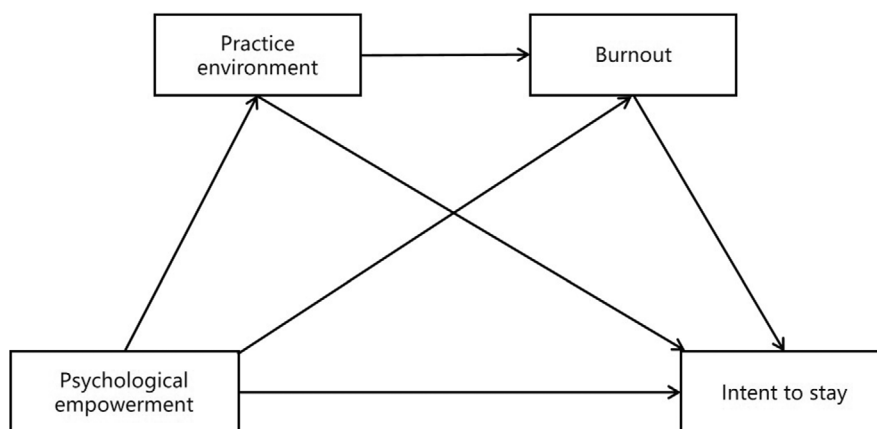 Practice
environment
Burnout
Psychological
empowerment
Intent to stay